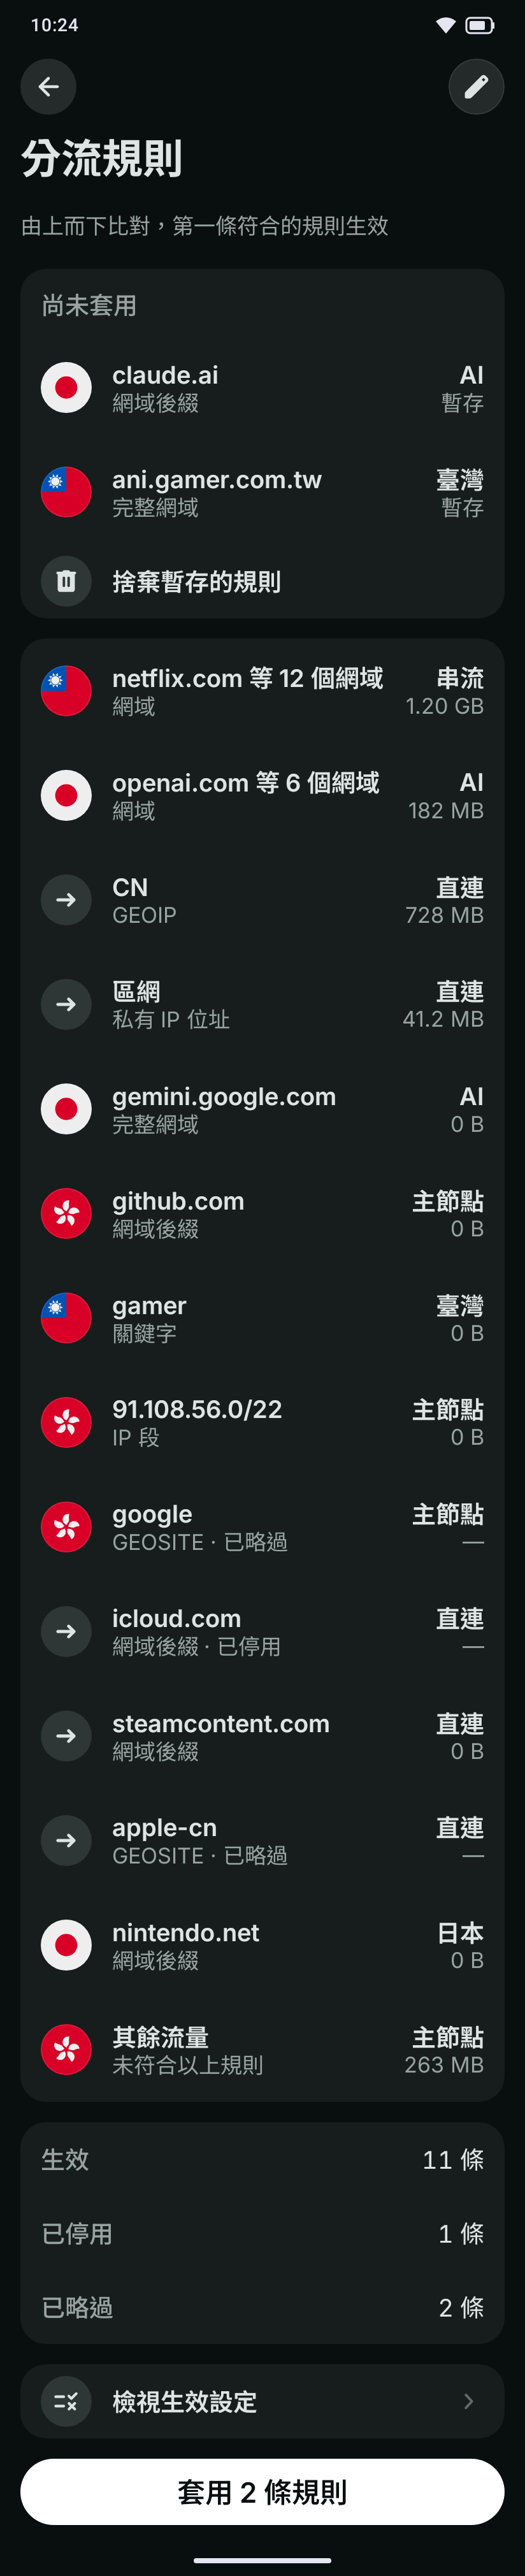 10:24
分流規則
由上而下比對，第一條符合的規則生效
尚未套用
claude.ai AI
網域後綴 暫存
ani.gamer.com.tw 臺灣
完整網域 暫存
捨棄暫存的規則
netflix.com 等 12 個網域 串流
網域 1.20 GB
openai.com 等 6 個網域 AI
網域 182 MB
CN 直連
GEOIP 728 MB
區網 直連
私有 IP 位址 41.2 MB
gemini.google.com AI
完整網域 0 B
github.com 主節點
網域後綴 0 B
gamer 臺灣
關鍵字 0 B
91.108.56.0/22 主節點
IP 段 0 B
google 主節點
GEOSITE · 已略過 —
icloud.com 直連
網域後綴 · 已停用 —
steamcontent.com 直連
網域後綴 0 B
apple-cn 直連
GEOSITE · 已略過 —
nintendo.net 日本
網域後綴 0 B
其餘流量 主節點
未符合以上規則 263 MB
生效 11 條
已停用 1 條
已略過 2 條
檢視生效設定
套用 2 條規則